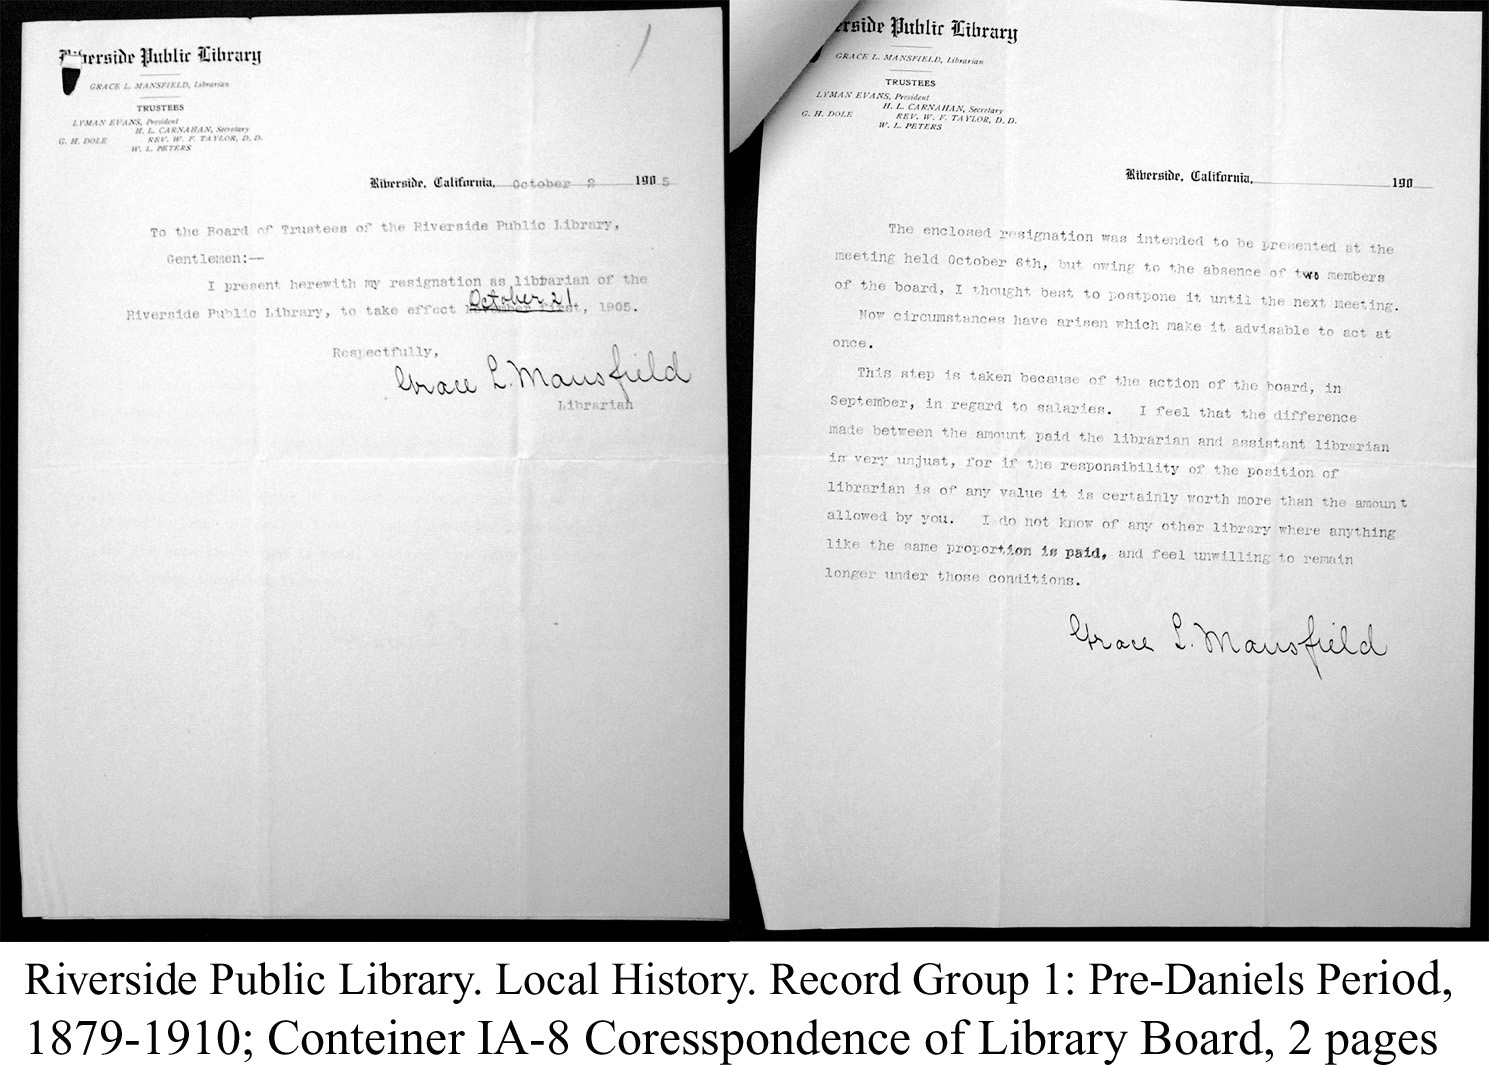 Riverside Public Library
GRACE L. MANSFIELD, Librarian
TRUSTEES
LYMAN EVANS, President
H. L. CARNAHAN, Secretary
G. H. DOLE REV. W. F. TAYLOR, D. D.
W. L. PETERS
Riverside, California, October 2 1905
To the Board of Trustees of the Riverside Public Library,
Gentlemen:--
I present herewith my resignation as librarian of the
October 21
Riverside Public Library, to take effect , 1905.
Respectfully,
Grace L. Mansfield
Librarian
erside Public Library
GRACE L. MANSFIELD, Librarian
TRUSTEES
LYMAN EVANS, President
H. L. CARNAHAN, Secretary
G. H. DOLE REV. W. F. TAYLOR, D. D.
W. L. PETERS
Riverside, California, 190
The enclosed resignation was intended to be presented at the
meeting held October 6th, but owing to the absence of two members
of the board, I thought best to postpone it until the next meeting.
Now circumstances have arisen which make it advisable to act at
once.
This step is taken because of the action of the board, in
September, in regard to salaries. I feel that the difference
made between the amount paid the librarian and assistant librarian
is very unjust, for if the responsibility of the position of
librarian is of any value it is certainly worth more than the amount
allowed by you. I do not know of any other library where anything
like the same proportion is paid, and feel unwilling to remain
longer under those conditions.
Grace L. Mansfield
Riverside Public Library. Local History. Record Group 1: Pre-Daniels Period,
1879-1910; Conteiner IA-8 Coresspondence of Library Board, 2 pages